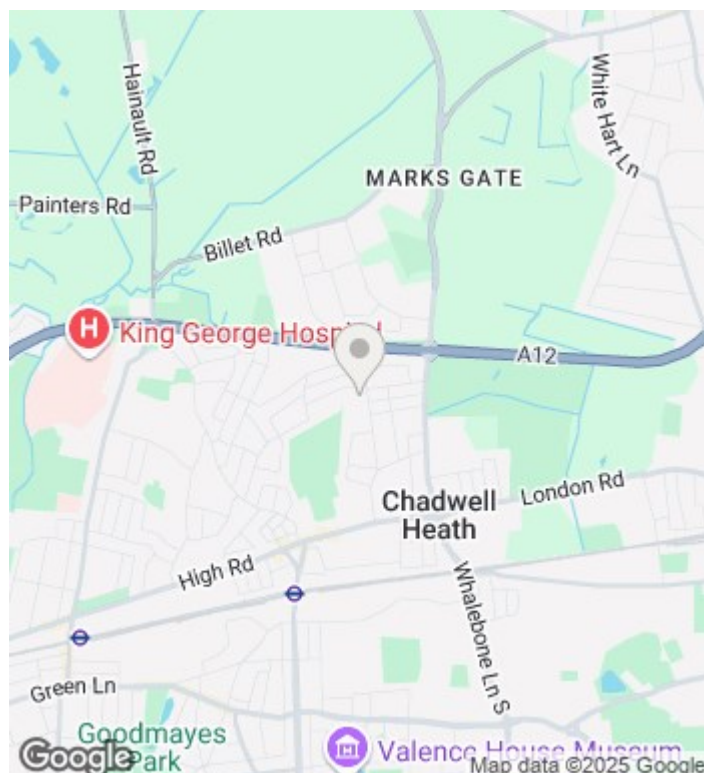 Hainault Rd
White Hart Ln
MARKS GATE
Painters Rd
Billet Rd
H
King George Hospital
A12
Chadwell
Heath
London Rd
High Rd
Whalebone Ln S
Green Ln
Goodmayes
Park
Valence House Museum
Google
Map data ©2025 Google